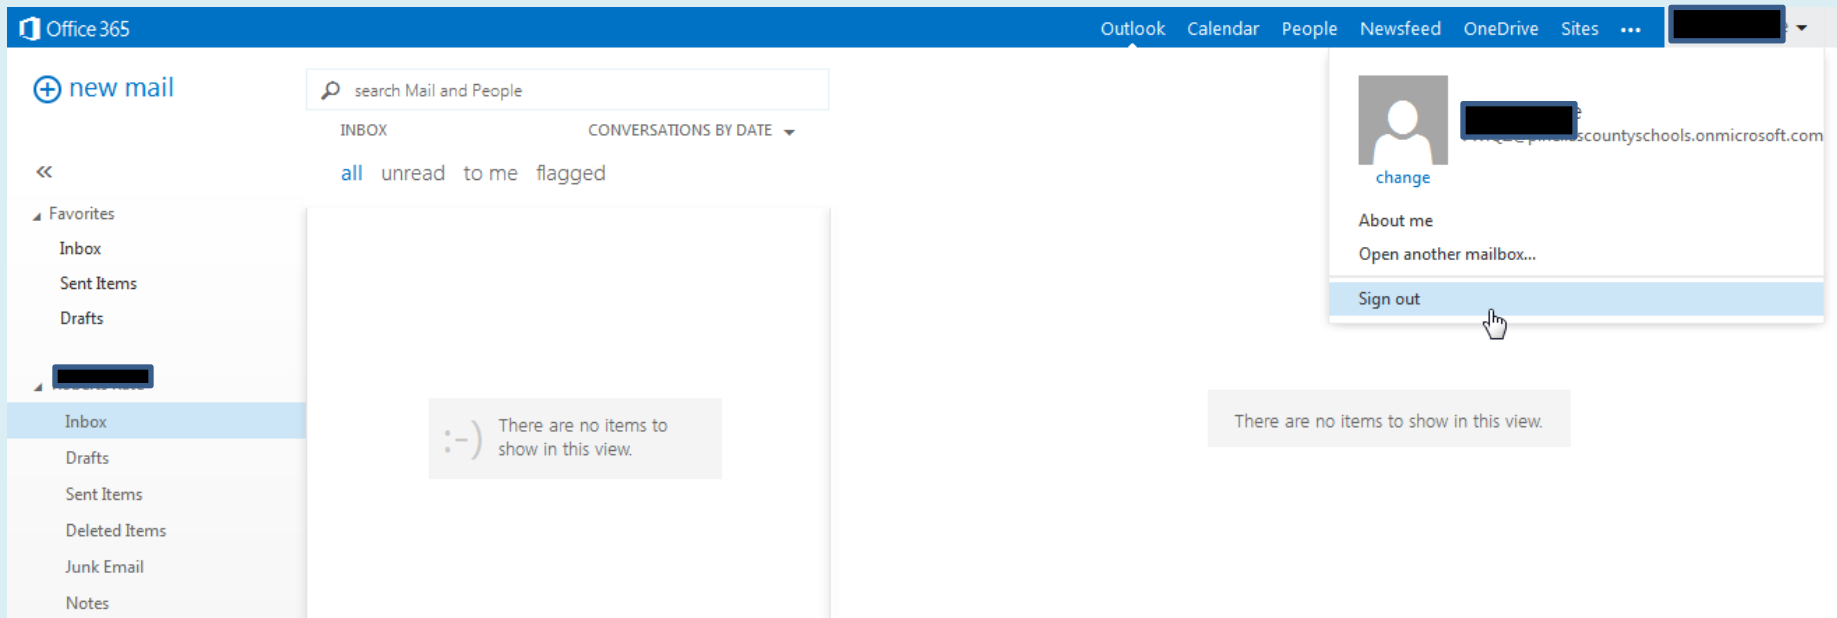 Office 365
Outlook Calendar People Newsfeed OneDrive Sites •••
new mail
search Mail and People
INBOX CONVERSATIONS BY DATE
all unread to me flagged
Favorites
Inbox
Sent Items
Drafts
Inbox
Drafts
Sent Items
Deleted Items
Junk Email
Notes
:-) There are no items to
show in this view.
countyschools.onmicrosoft.com
change
About me
Open another mailbox...
Sign out
There are no items to show in this view.